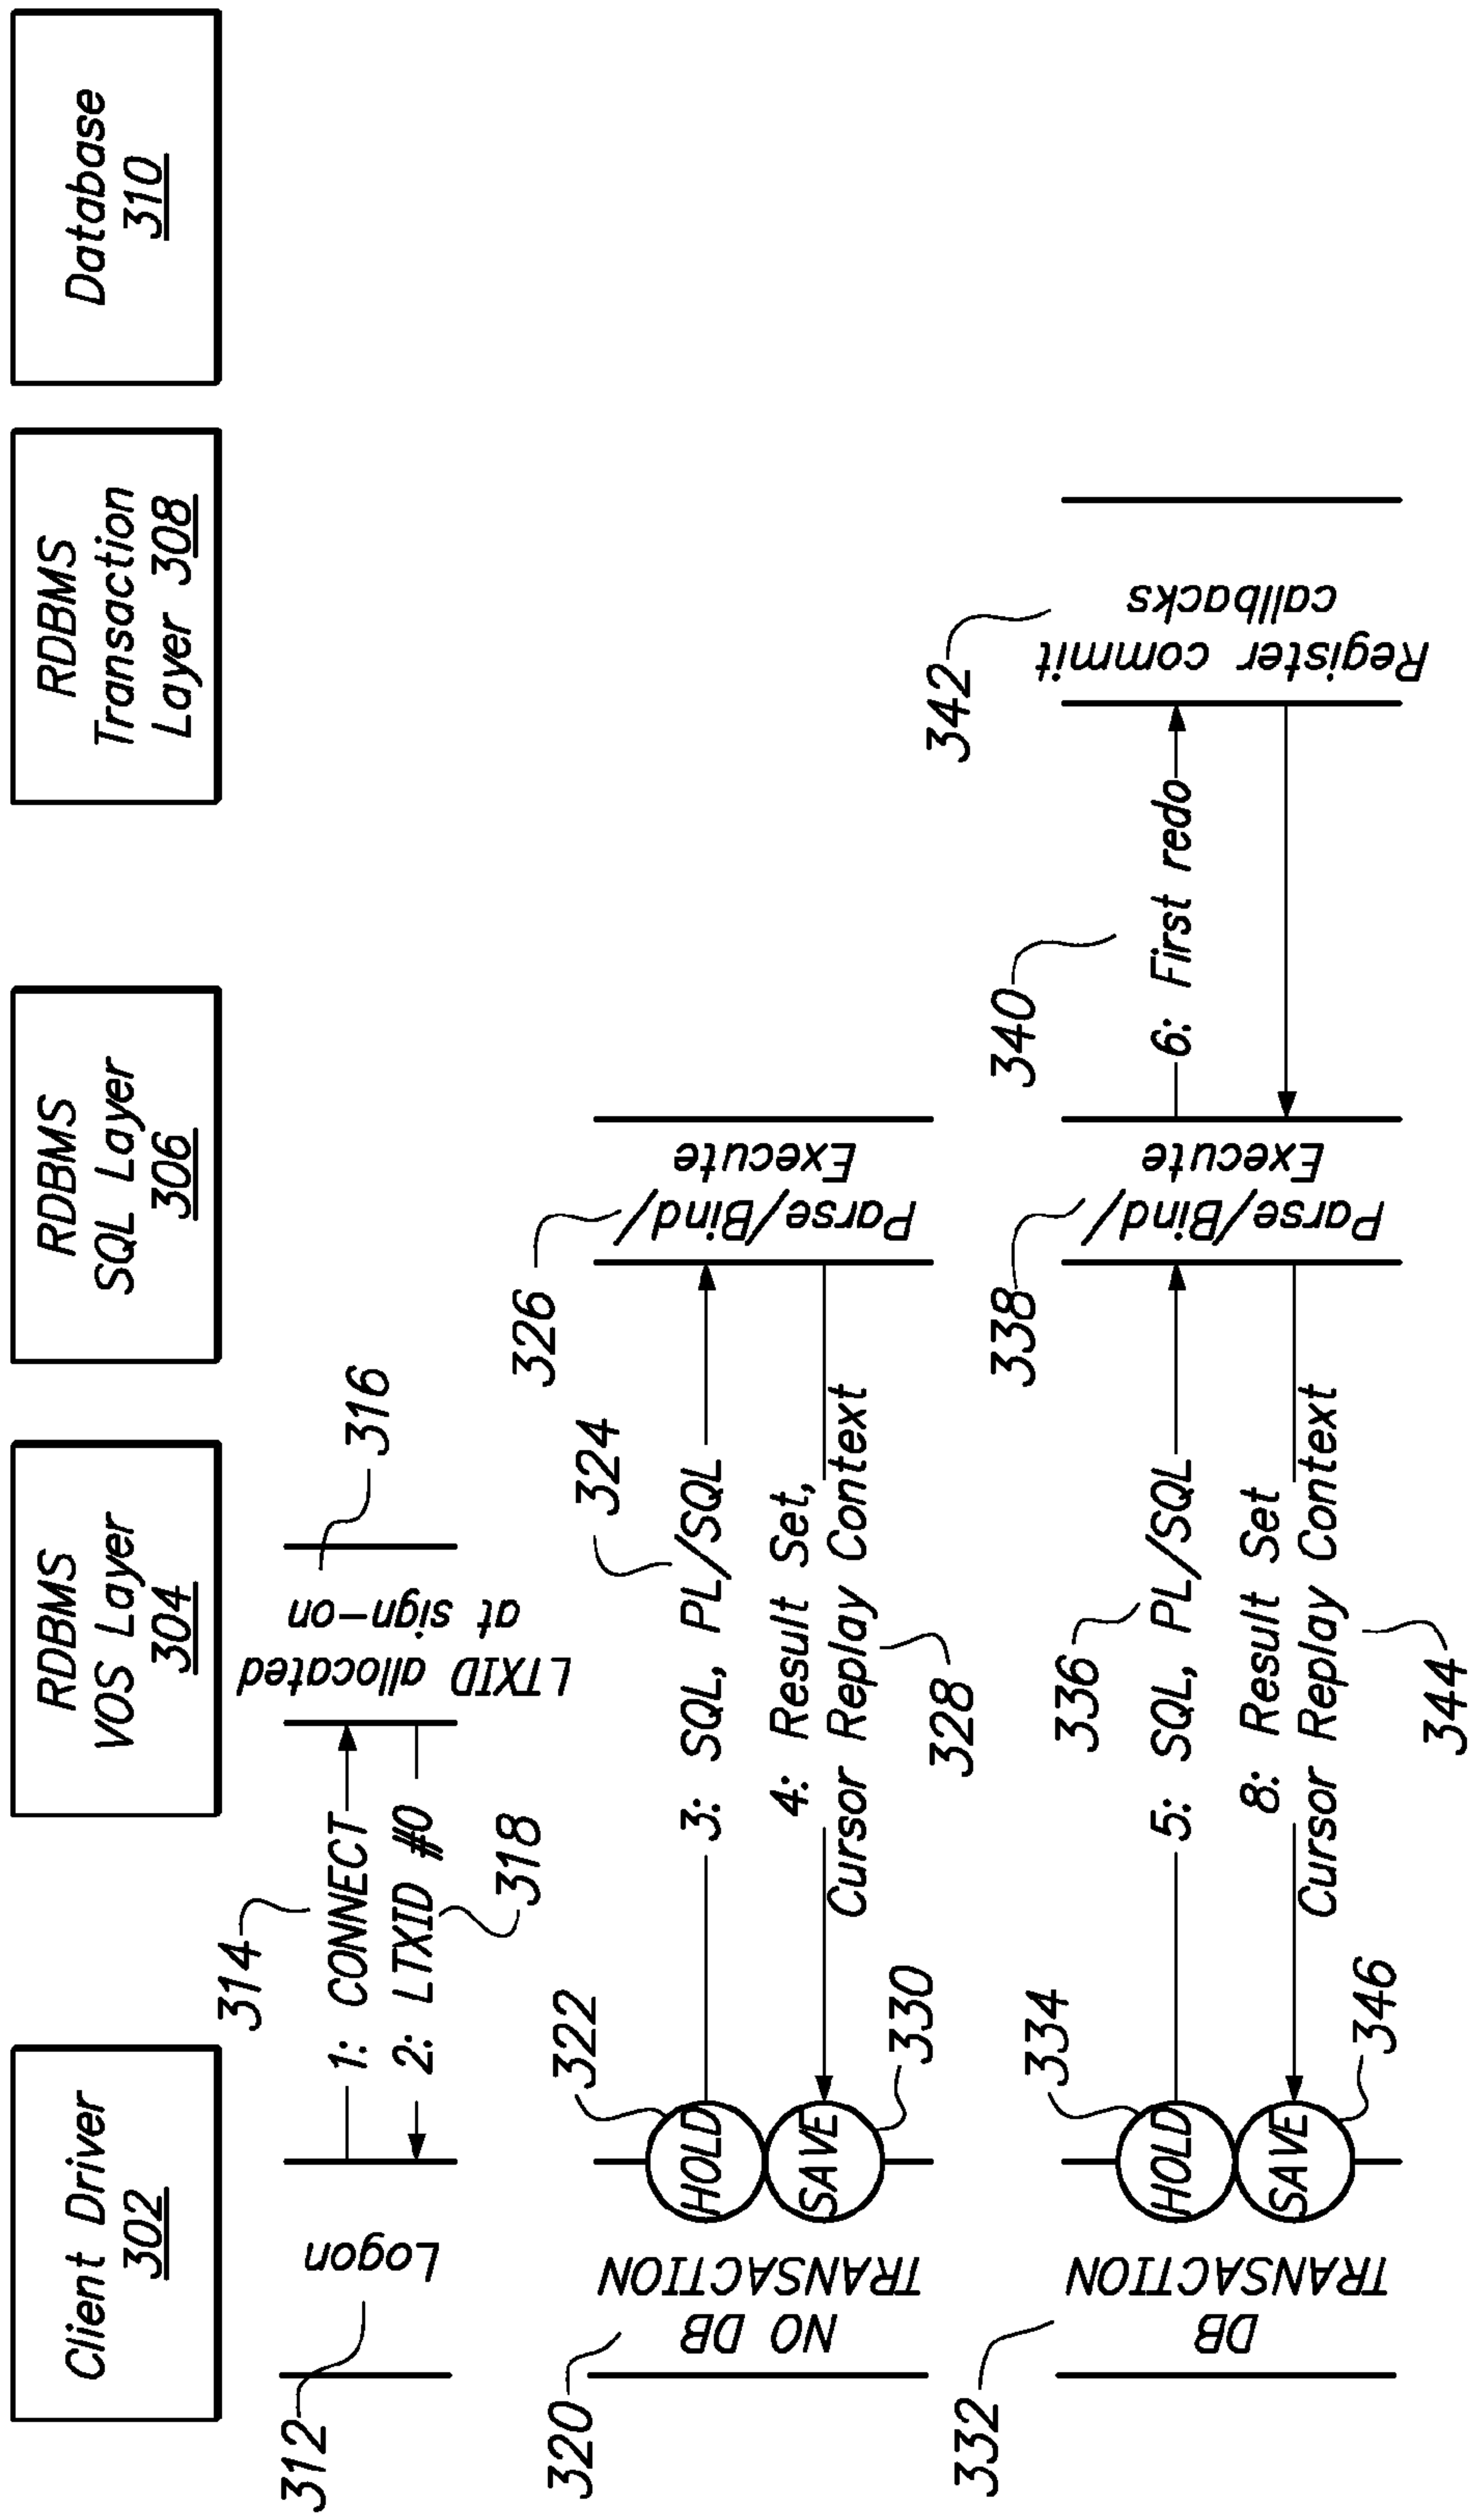 Client Driver
302
RDBMS
VOS Layer
304
RDBMS
SQL Layer
306
RDBMS
Transaction
Layer 308
Database
310
312
Logon
314
1: CONNECT
2: LTXID #0
318
LTXID allocated
at sign-on
316
320
NO DB
TRANSACTION
322
HOLD
3: SQL, PL/SQL
324
326
Parse/Bind/
Execute
SAVE
330
4: Result Set,
Cursor Replay Context
328
332
DB
TRANSACTION
334
HOLD
5: SQL, PL/SQL
336
338
Parse/Bind/
Execute
340
6: First redo
342
Register commit
callbacks
SAVE
346
8: Result Set
Cursor Replay Context
344